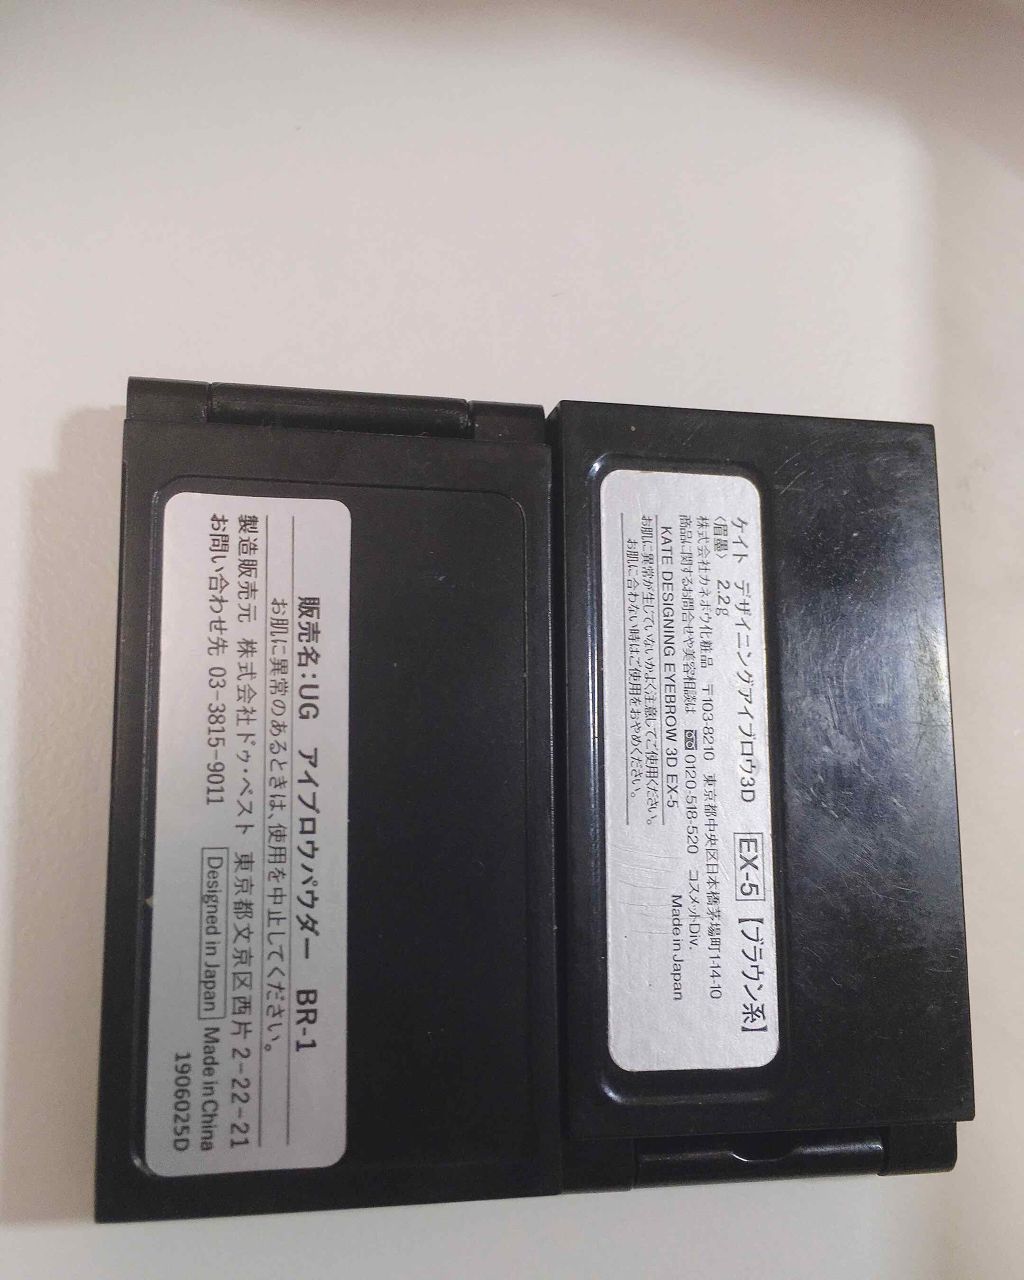 販売名:UG アイブロウパウダー BR-1
お肌に異常のあるときは、使用を中止してください。
製造販売元 株式会社ドゥ・ベスト 東京都文京区西片2-22-21
お問い合わせ先 03-3815-9011 Designed in Japan Made in China
1906025D
ケイト デザイニングアイブロウ3D EX-5【ブラウン系】
〈眉墨〉 2.2g
株式会社カネボウ化粧品 〒103-8210 東京都中央区日本橋茅場町1-14-10
商品に関するお問合せや美容相談は 0120-518-520 コスメットDiv.
KATE DESIGNING EYEBROW 3D EX-5 Made in Japan
お肌に異常が生じていないかよく注意してご使用ください。
お肌に合わない時はご使用をおやめください。